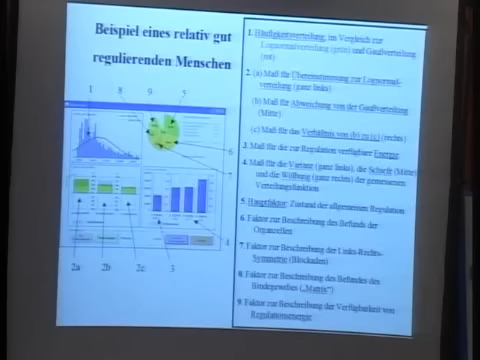 Beispiel eines relativ gut
regulierenden Menschen
1 8 9 5
6
7
4
2a 2b 2c 3
1. Häufigkeitsverteilung, im Vergleich zur
Lognormalverteilung (grün) und Gaußverteilung
(rot)
2. (a) Maß für Übereinstimmung zur Lognormal-
verteilung (ganz links)
(b) Maß für Abweichung von der Gaußverteilung
(Mitte)
(c) Maß für das Verhältnis von (b) zu (c) (rechts)
3. Maß für die zur Regulation verfügbare Energie
4. Maß für die Varianz (ganz links), die Schiefe (Mitte)
und die Wölbung (ganz rechts) der gemessenen
Verteilungsfunktion
5. Hauptfaktor: Zustand der allgemeinen Regulation
6. Faktor zur Beschreibung des Befunds der
Organzellen
7. Faktor zur Beschreibung der Links-Rechts-
Symmetrie (Blockaden)
8. Faktor zur Beschreibung des Befundes des
Bindegewebes („Matrix“)
9. Faktor zur Beschreibung der Verfügbarkeit von
Regulationsenergie